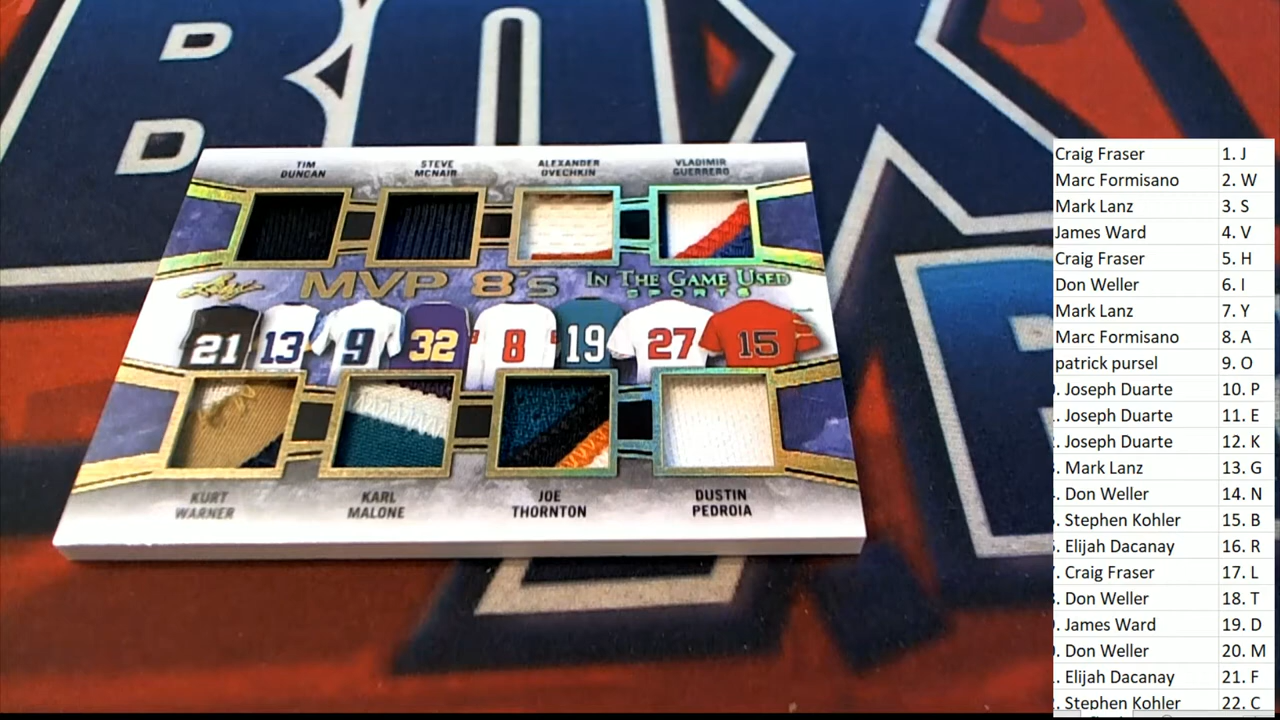 BOX
TIM DUNCAN
STEVE MCNAIR
ALEXANDER OVECHKIN
VLADIMIR GUERRERO
Leaf
MVP 8's
IN THE GAME USED
SPORTS
21 13 9 32 8 19 27 15
KURT WARNER
KARL MALONE
JOE THORNTON
DUSTIN PEDROIA
Craig Fraser 1. J
Marc Formisano 2. W
Mark Lanz 3. S
James Ward 4. V
Craig Fraser 5. H
Don Weller 6. I
Mark Lanz 7. Y
Marc Formisano 8. A
patrick pursel 9. O
. Joseph Duarte 10. P
. Joseph Duarte 11. E
. Joseph Duarte 12. K
. Mark Lanz 13. G
. Don Weller 14. N
. Stephen Kohler 15. B
. Elijah Dacanay 16. R
. Craig Fraser 17. L
. Don Weller 18. T
. James Ward 19. D
. Don Weller 20. M
. Elijah Dacanay 21. F
. Stephen Kohler 22. C